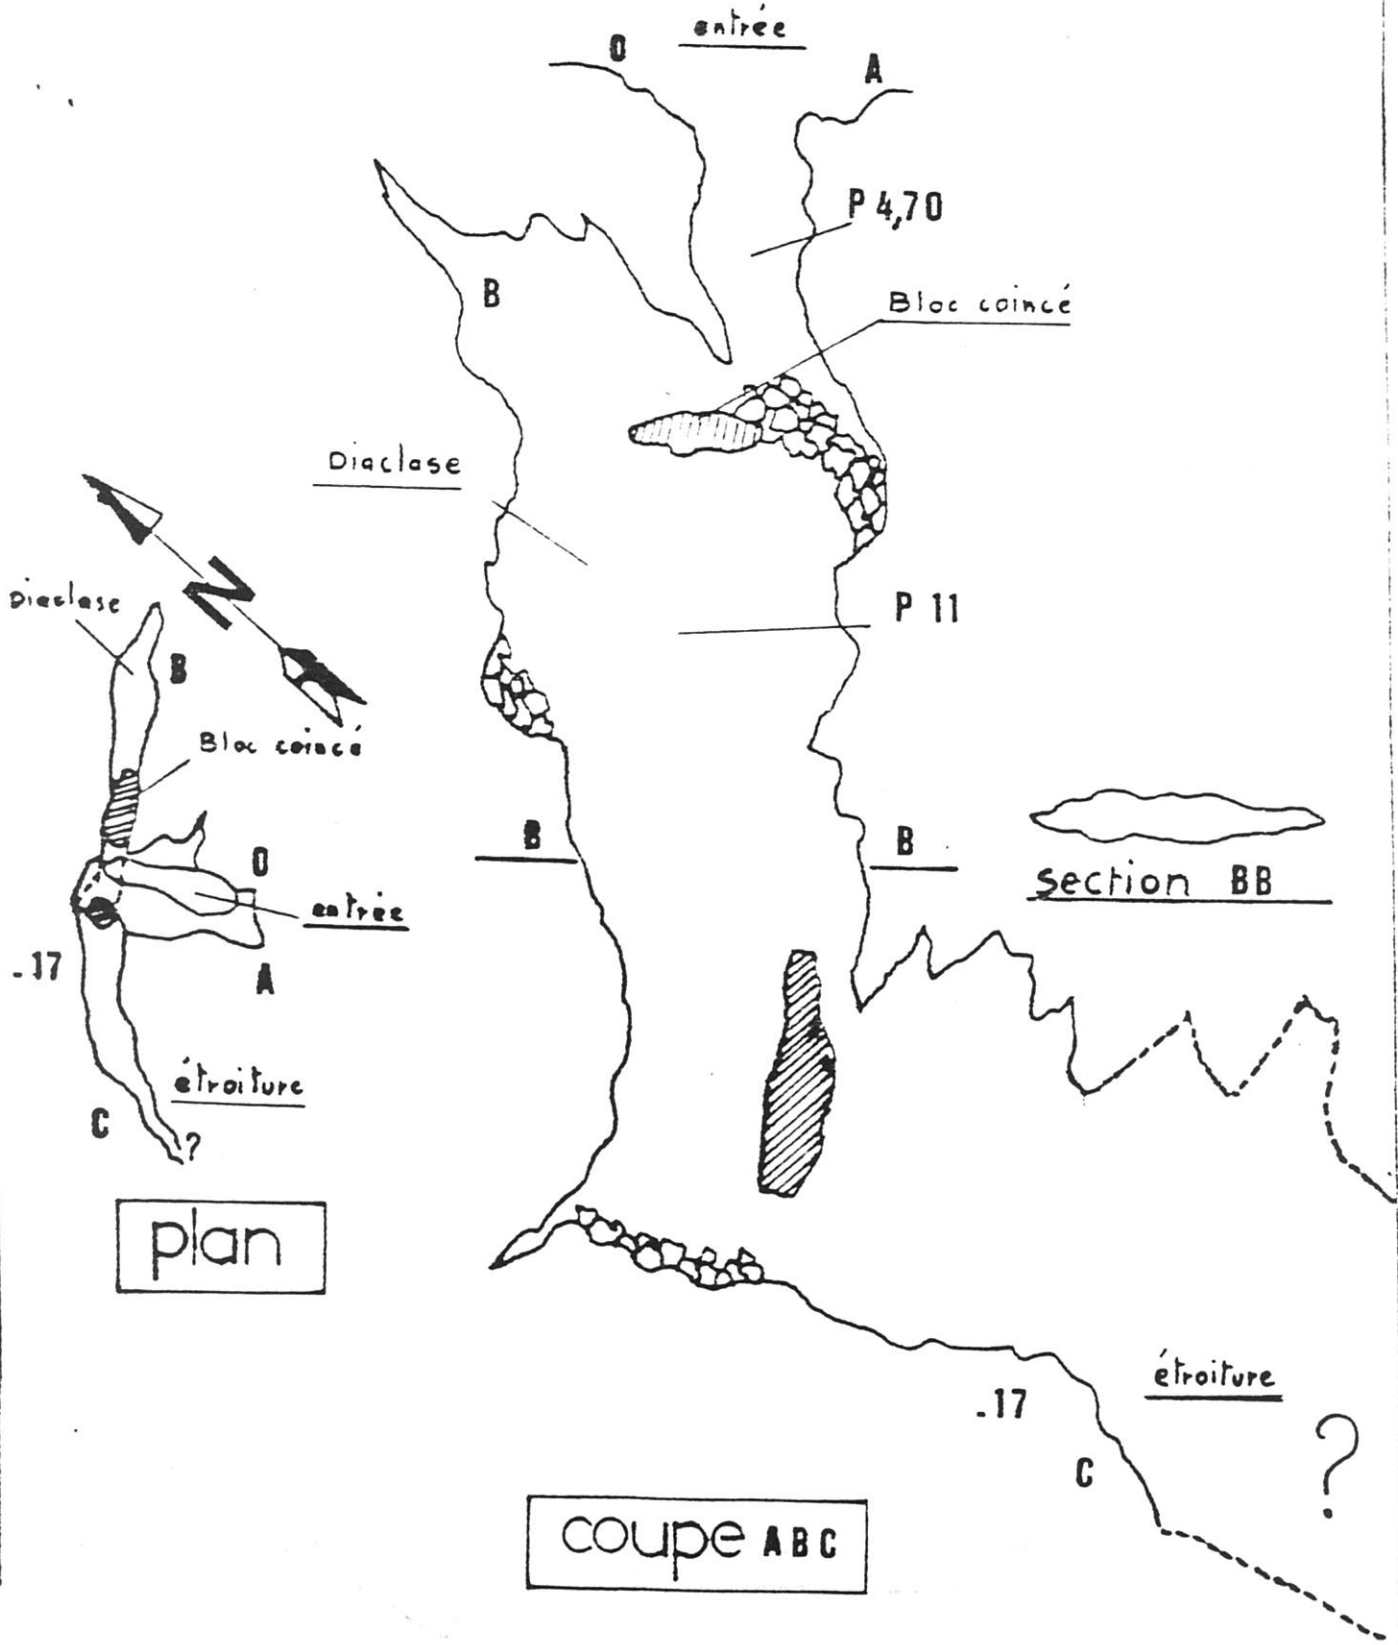 entrée
O
A
P 4,70
B
Bloc coincé
Diaclase
P 11
B
B
section BB
étroiture
-17
C
?
coupe ABC
N
Diaclase
B
Bloc coincé
O
entrée
A
-17
étroiture
C
?
plan